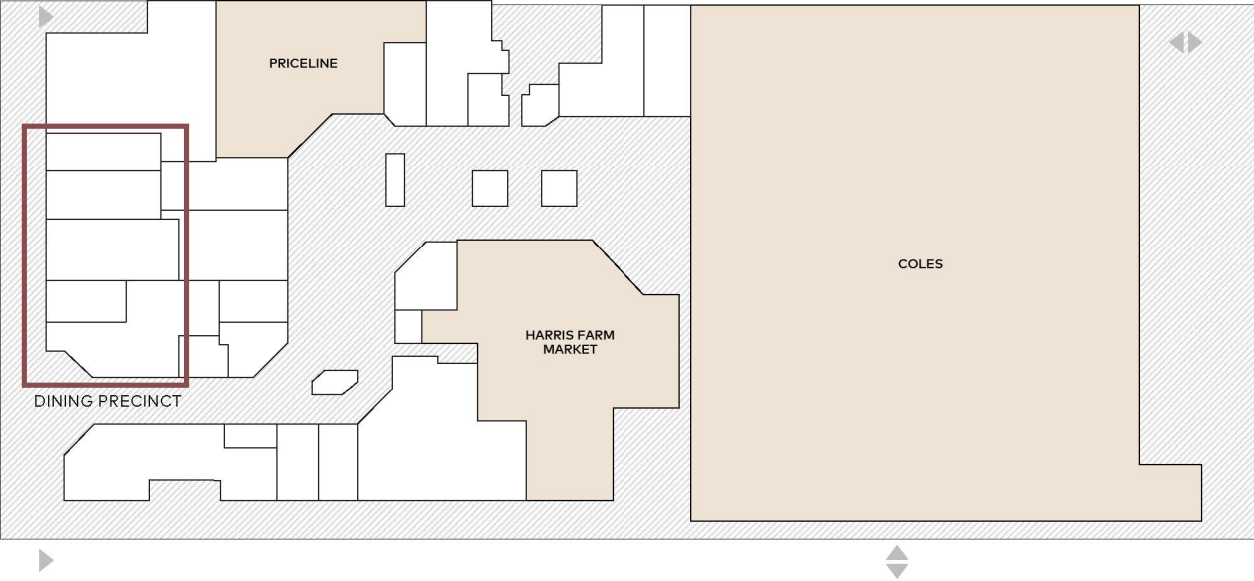 PRICELINE
COLES
HARRIS FARM
MARKET
DINING PRECINCT